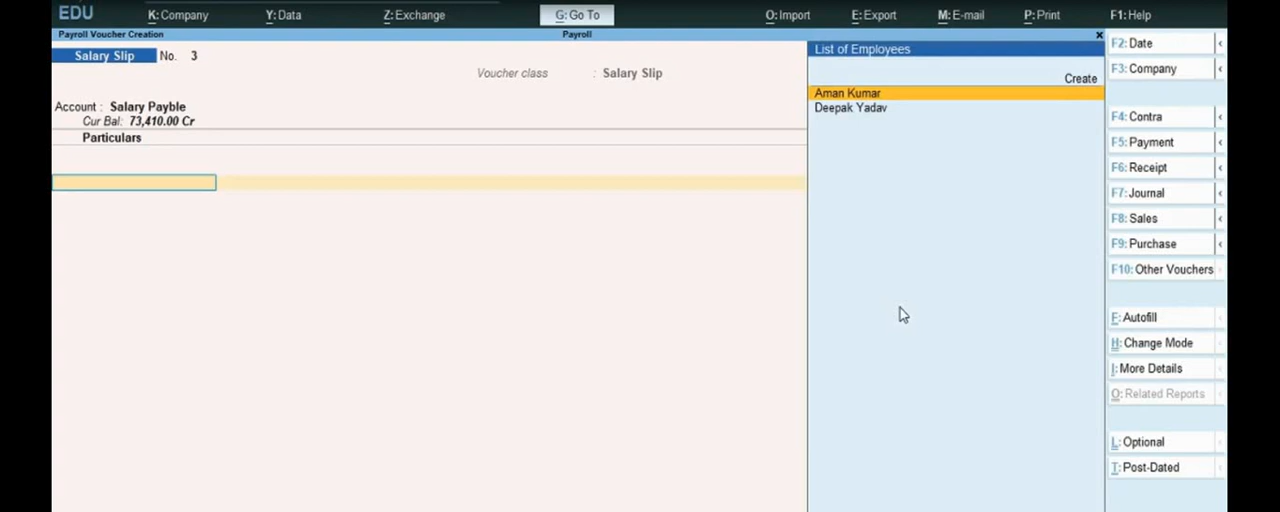 EDU K: Company Y: Data Z: Exchange G: Go To O: Import E: Export M: E-mail P: Print F1: Help
Payroll Voucher Creation Payroll ×
Salary Slip No. 3
Voucher class : Salary Slip
Account : Salary Payble
Cur Bal: 73,410.00 Cr
Particulars
List of Employees
Create
Aman Kumar
Deepak Yadav
F2: Date
F3: Company
F4: Contra
F5: Payment
F6: Receipt
F7: Journal
F8: Sales
F9: Purchase
F10: Other Vouchers
F: Autofill
H: Change Mode
I: More Details
O: Related Reports
L: Optional
T: Post-Dated